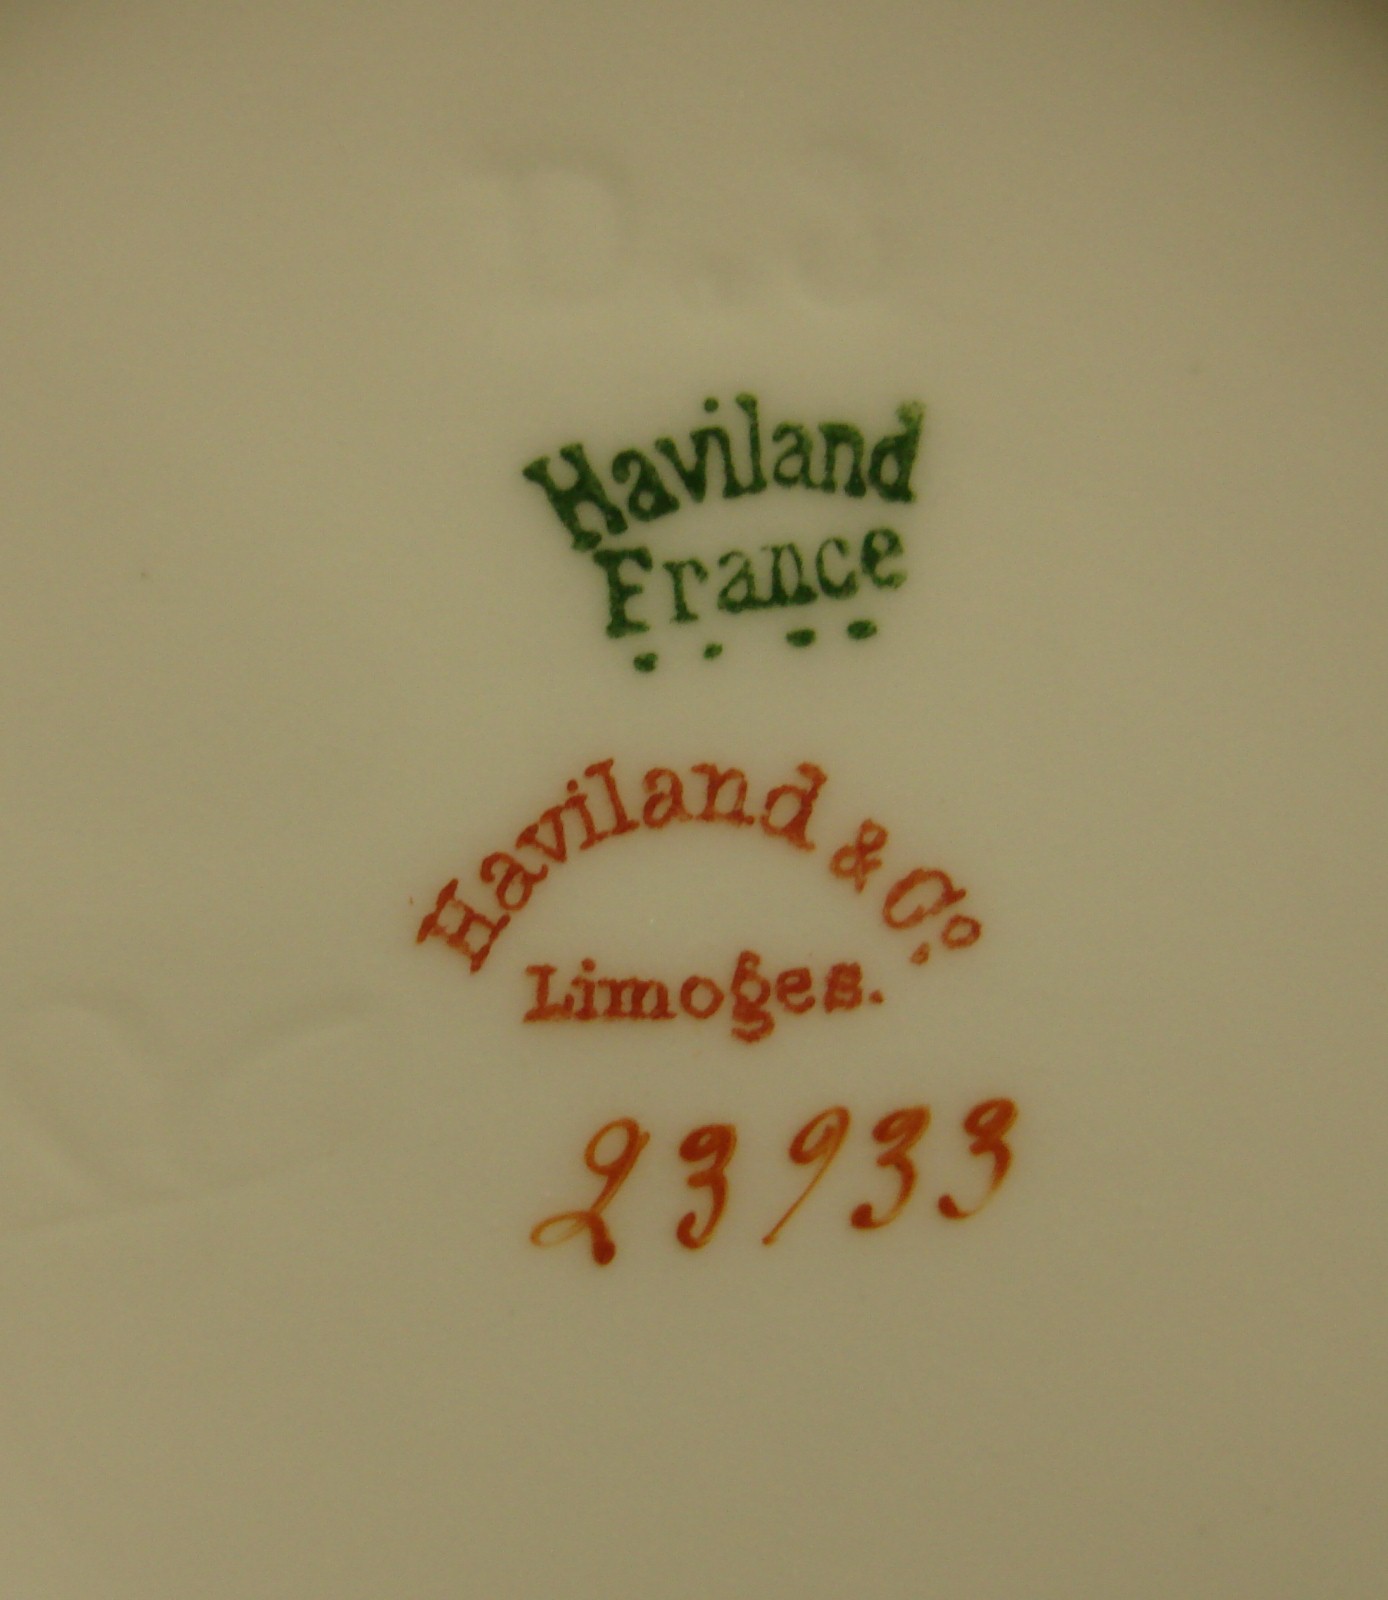 Haviland
France
Haviland & Co.
Limoges.
23933